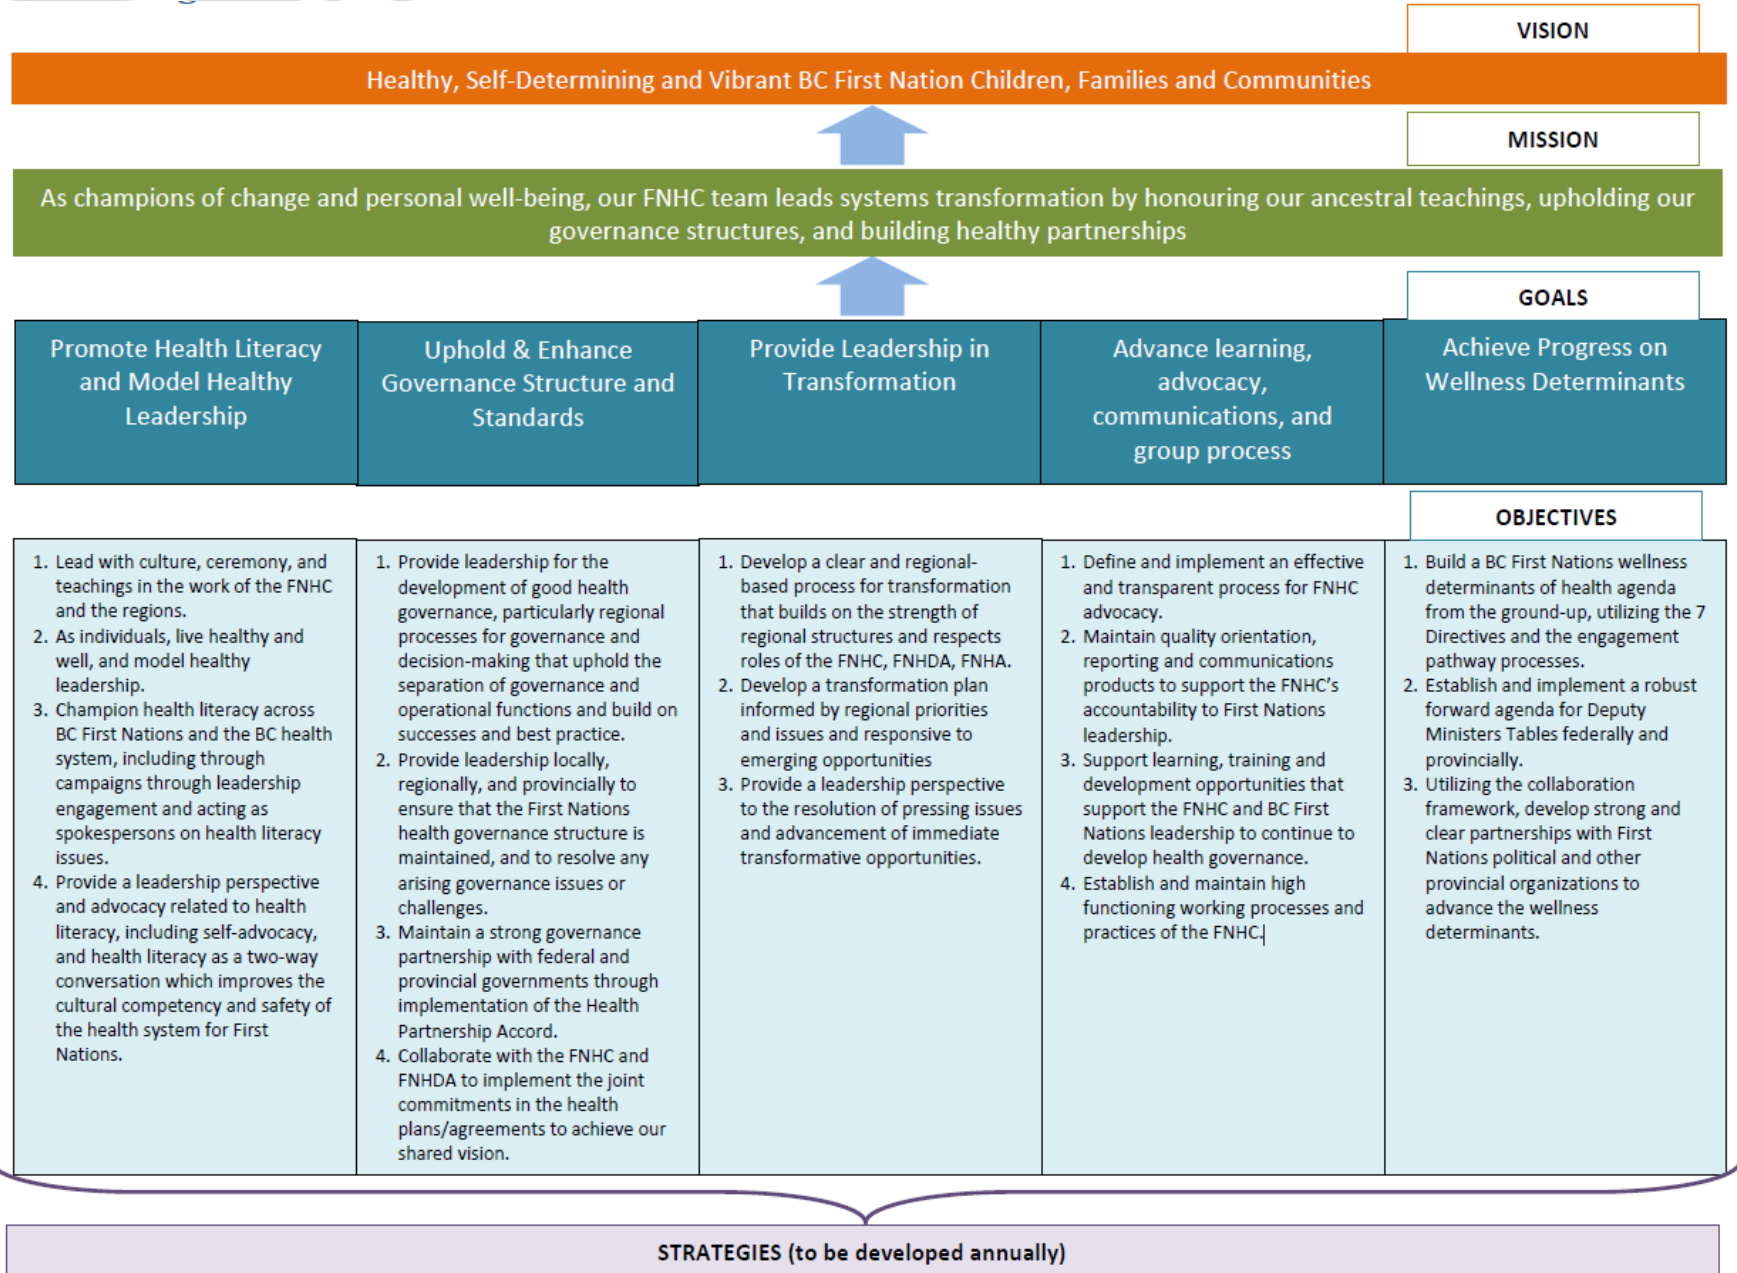 VISION
Healthy, Self-Determining and Vibrant BC First Nation Children, Families and Communities
MISSION
As champions of change and personal well-being, our FNHC team leads systems transformation by honouring our ancestral teachings, upholding our
governance structures, and building healthy partnerships
GOALS
Promote Health Literacy
and Model Healthy
Leadership
Uphold & Enhance
Governance Structure and
Standards
Provide Leadership in
Transformation
Advance learning,
advocacy,
communications, and
group process
Achieve Progress on
Wellness Determinants
OBJECTIVES
1. Lead with culture, ceremony, and
teachings in the work of the FNHC
and the regions.
2. As individuals, live healthy and
well, and model healthy
leadership.
3. Champion health literacy across
BC First Nations and the BC health
system, including through
campaigns through leadership
engagement and acting as
spokespersons on health literacy
issues.
4. Provide a leadership perspective
and advocacy related to health
literacy, including self-advocacy,
and health literacy as a two-way
conversation which improves the
cultural competency and safety of
the health system for First
Nations.
1. Provide leadership for the
development of good health
governance, particularly regional
processes for governance and
decision-making that uphold the
separation of governance and
operational functions and build on
successes and best practice.
2. Provide leadership locally,
regionally, and provincially to
ensure that the First Nations
health governance structure is
maintained, and to resolve any
arising governance issues or
challenges.
3. Maintain a strong governance
partnership with federal and
provincial governments through
implementation of the Health
Partnership Accord.
4. Collaborate with the FNHC and
FNHDA to implement the joint
commitments in the health
plans/agreements to achieve our
shared vision.
1. Develop a clear and regional-
based process for transformation
that builds on the strength of
regional structures and respects
roles of the FNHC, FNHDA, FNHA.
2. Develop a transformation plan
informed by regional priorities
and issues and responsive to
emerging opportunities
3. Provide a leadership perspective
to the resolution of pressing issues
and advancement of immediate
transformative opportunities.
1. Define and implement an effective
and transparent process for FNHC
advocacy.
2. Maintain quality orientation,
reporting and communications
products to support the FNHC's
accountability to First Nations
leadership.
3. Support learning, training and
development opportunities that
support the FNHC and BC First
Nations leadership to continue to
develop health governance.
4. Establish and maintain high
functioning working processes and
practices of the FNHC.
1. Build a BC First Nations wellness
determinants of health agenda
from the ground-up, utilizing the 7
Directives and the engagement
pathway processes.
2. Establish and implement a robust
forward agenda for Deputy
Ministers Tables federally and
provincially.
3. Utilizing the collaboration
framework, develop strong and
clear partnerships with First
Nations political and other
provincial organizations to
advance the wellness
determinants.
STRATEGIES (to be developed annually)